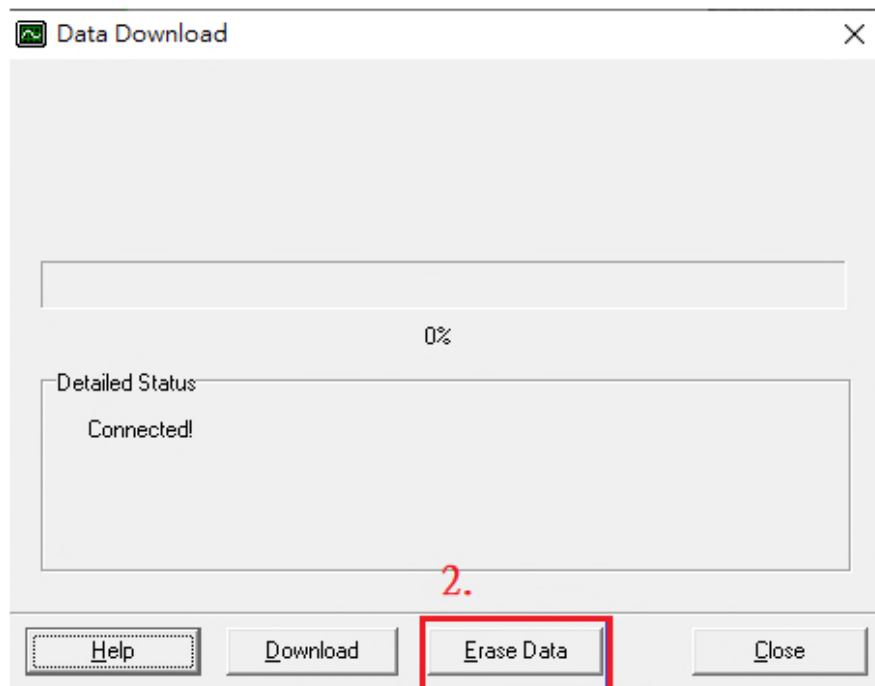 Data Download
0%
Detailed Status
Connected!
2.
Help Download Erase Data Close